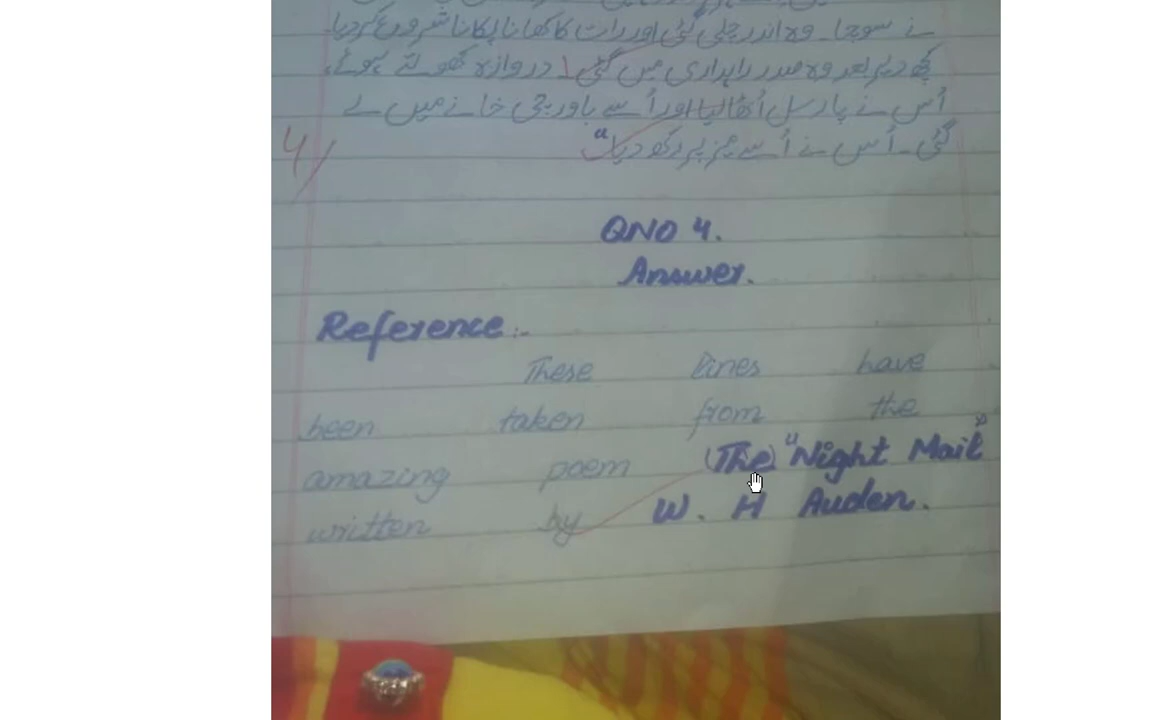 نے سوچا۔ وہ اندر چلی گئی اور رات کا کھانا پکانا شروع کر دیا۔
کچھ دیر بعد وہ صدر راہداری میں گئی۔ دروازہ کھولتے ہوئے،
اُس نے پارسل اُٹھا لیا اور اُسے باورچی خانے میں لے
گئی۔ اُس نے اُسے میز پر رکھ دیا"
4/
QNO 4.
Answer.
Reference:-
These lines have
been taken from the
amazing poem (The) "Night Mail"
written by W. H Auden.